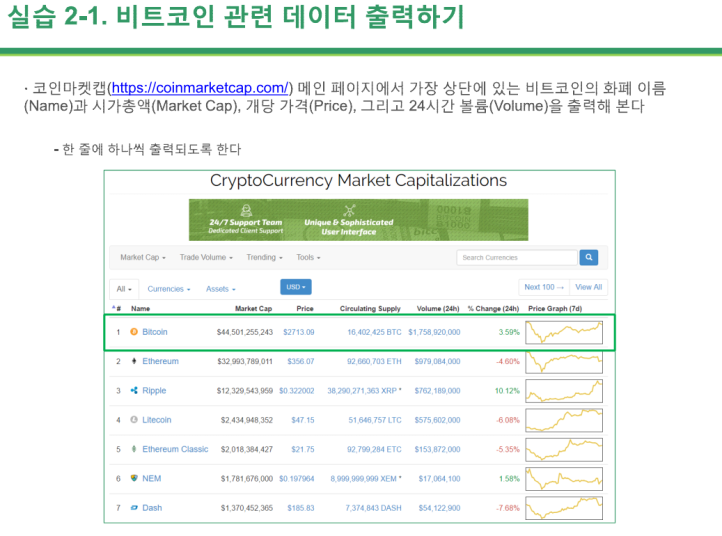 실습 2-1. 비트코인 관련 데이터 출력하기
· 코인마켓캡(https://coinmarketcap.com/) 메인 페이지에서 가장 상단에 있는 비트코인의 화폐 이름
(Name)과 시가총액(Market Cap), 개당 가격(Price), 그리고 24시간 볼륨(Volume)을 출력해 본다
- 한 줄에 하나씩 출력되도록 한다
CryptoCurrency Market Capitalizations
24/7 Support Team Unique & Sophisticated
Dedicated Client Support User Interface
Market Cap Trade Volume Trending Tools Search Currencies
All Currencies Assets USD Next 100 → View All
# Name Market Cap Price Circulating Supply Volume (24h) % Change (24h) Price Graph (7d)
1 Bitcoin $44,501,255,243 $2713.09 16,402,425 BTC $1,758,920,000 3.59%
2 Ethereum $32,993,789,011 $356.07 92,660,703 ETH $979,084,000 -4.60%
3 Ripple $12,329,543,959 $0.322002 38,290,271,363 XRP * $762,189,000 10.12%
4 Litecoin $2,434,948,352 $47.15 51,646,757 LTC $575,602,000 -6.08%
5 Ethereum Classic $2,018,384,427 $21.75 92,799,284 ETC $153,872,000 -5.35%
6 NEM $1,781,676,000 $0.197964 8,999,999,999 XEM * $17,064,100 1.58%
7 Dash $1,370,452,365 $185.83 7,374,843 DASH $54,122,900 -7.68%